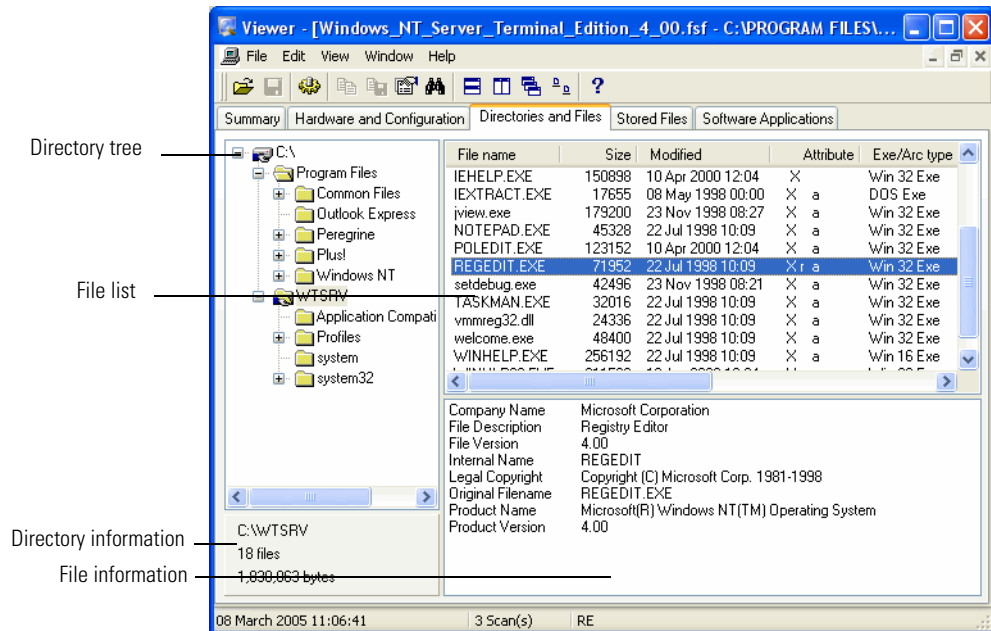 Viewer - [Windows_NT_Server_Terminal_Edition_4_00.fsf - C:\PROGRAM FILES\...
File Edit View Window Help
Summary Hardware and Configuration Directories and Files Stored Files Software Applications
Directory tree
C:\
Program Files
Common Files
Outlook Express
Peregrine
Plus!
Windows NT
File list
WTSRV
Application Compati
Profiles
system
system32
File name Size Modified Attribute Exe/Arc type
IEHELP.EXE 150898 10 Apr 2000 12:04 X Win 32 Exe
IEXTRACT.EXE 17655 08 May 1998 00:00 X a DOS Exe
jview.exe 179200 23 Nov 1998 08:27 X a Win 32 Exe
NOTEPAD.EXE 45328 22 Jul 1998 10:09 X a Win 32 Exe
POLEDIT.EXE 123152 10 Apr 2000 12:04 X a Win 32 Exe
REGEDIT.EXE 71952 22 Jul 1998 10:09 X r a Win 32 Exe
setdebug.exe 42496 23 Nov 1998 08:21 X a Win 32 Exe
TASKMAN.EXE 32016 22 Jul 1998 10:09 X a Win 32 Exe
vmmreg32.dll 24336 22 Jul 1998 10:09 X a Win 32 Exe
welcome.exe 48400 22 Jul 1998 10:09 X a Win 32 Exe
WINHELP.EXE 256192 22 Jul 1998 10:09 X a Win 16 Exe
Company Name Microsoft Corporation
File Description Registry Editor
File Version 4.00
Internal Name REGEDIT
Legal Copyright Copyright (C) Microsoft Corp. 1981-1998
Original Filename REGEDIT.EXE
Product Name Microsoft(R) Windows NT(TM) Operating System
Product Version 4.00
Directory information
C:\WTSRV
18 files
1,830,063 bytes
File information
08 March 2005 11:06:41 3 Scan(s) RE